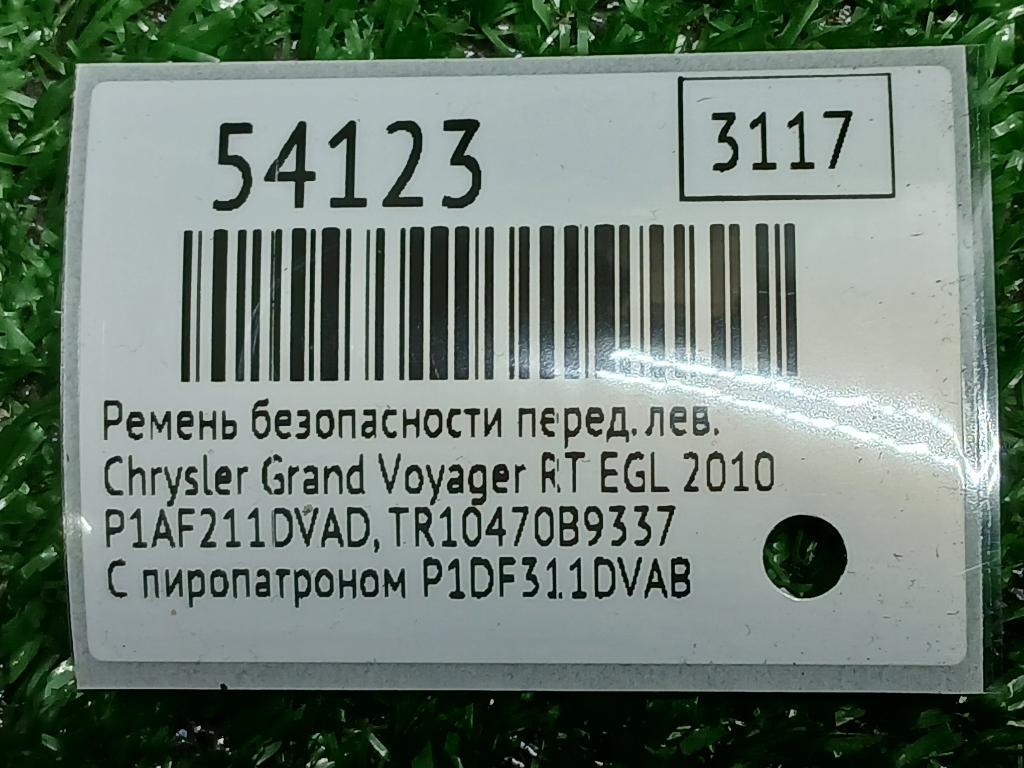 54123
3117
Ремень безопасности перед. лев.
Chrysler Grand Voyager RT EGL 2010
P1AF211DVAD, TR10470B9337
С пиропатроном P1DF311DVAB